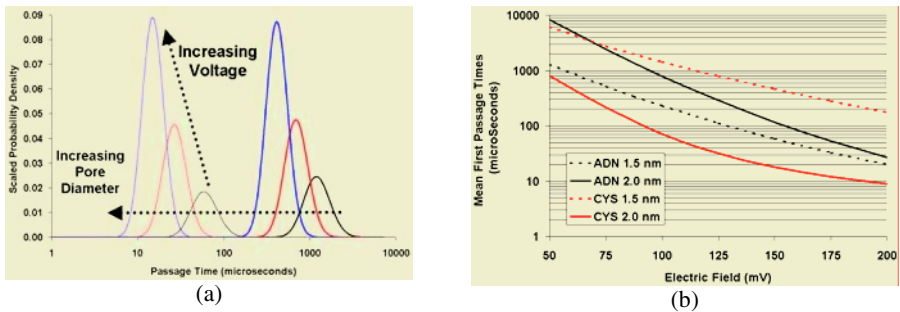 0.09
0.08
0.07
0.06
0.05
0.04
0.03
0.02
0.01
0.00
Scaled Probability Density
Increasing
Voltage
Increasing
Pore
Diameter
1
10
100
1000
10000
Passage Time (microseconds)
(a)
10000
1000
100
10
1
Mean First Passage Times
(microSeconds)
ADN 1.5 nm
ADN 2.0 nm
CYS 1.5 nm
CYS 2.0 nm
50
75
100
125
150
175
200
Electric Field (mV)
(b)